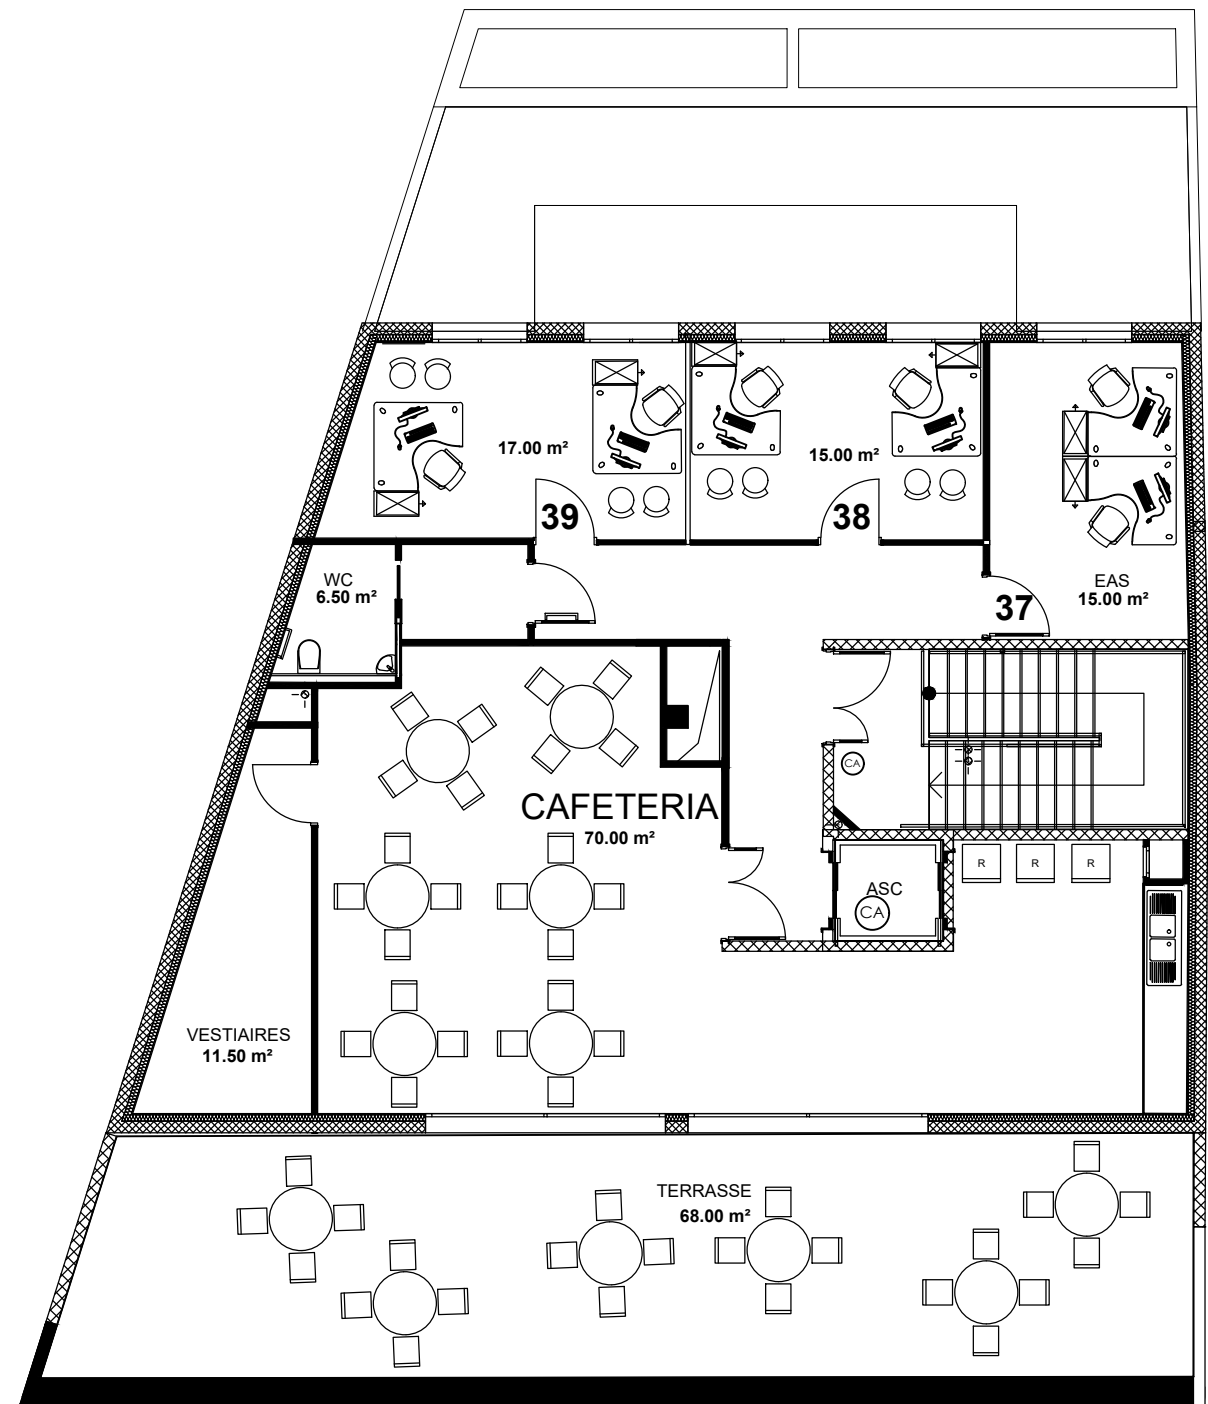 17.00 m²
15.00 m²
39
38
WC
6.50 m²
EAS
15.00 m²
37
CA
CAFETERIA
70.00 m²
R
R
R
ASC
CA
VESTIAIRES
11.50 m²
TERRASSE
68.00 m²